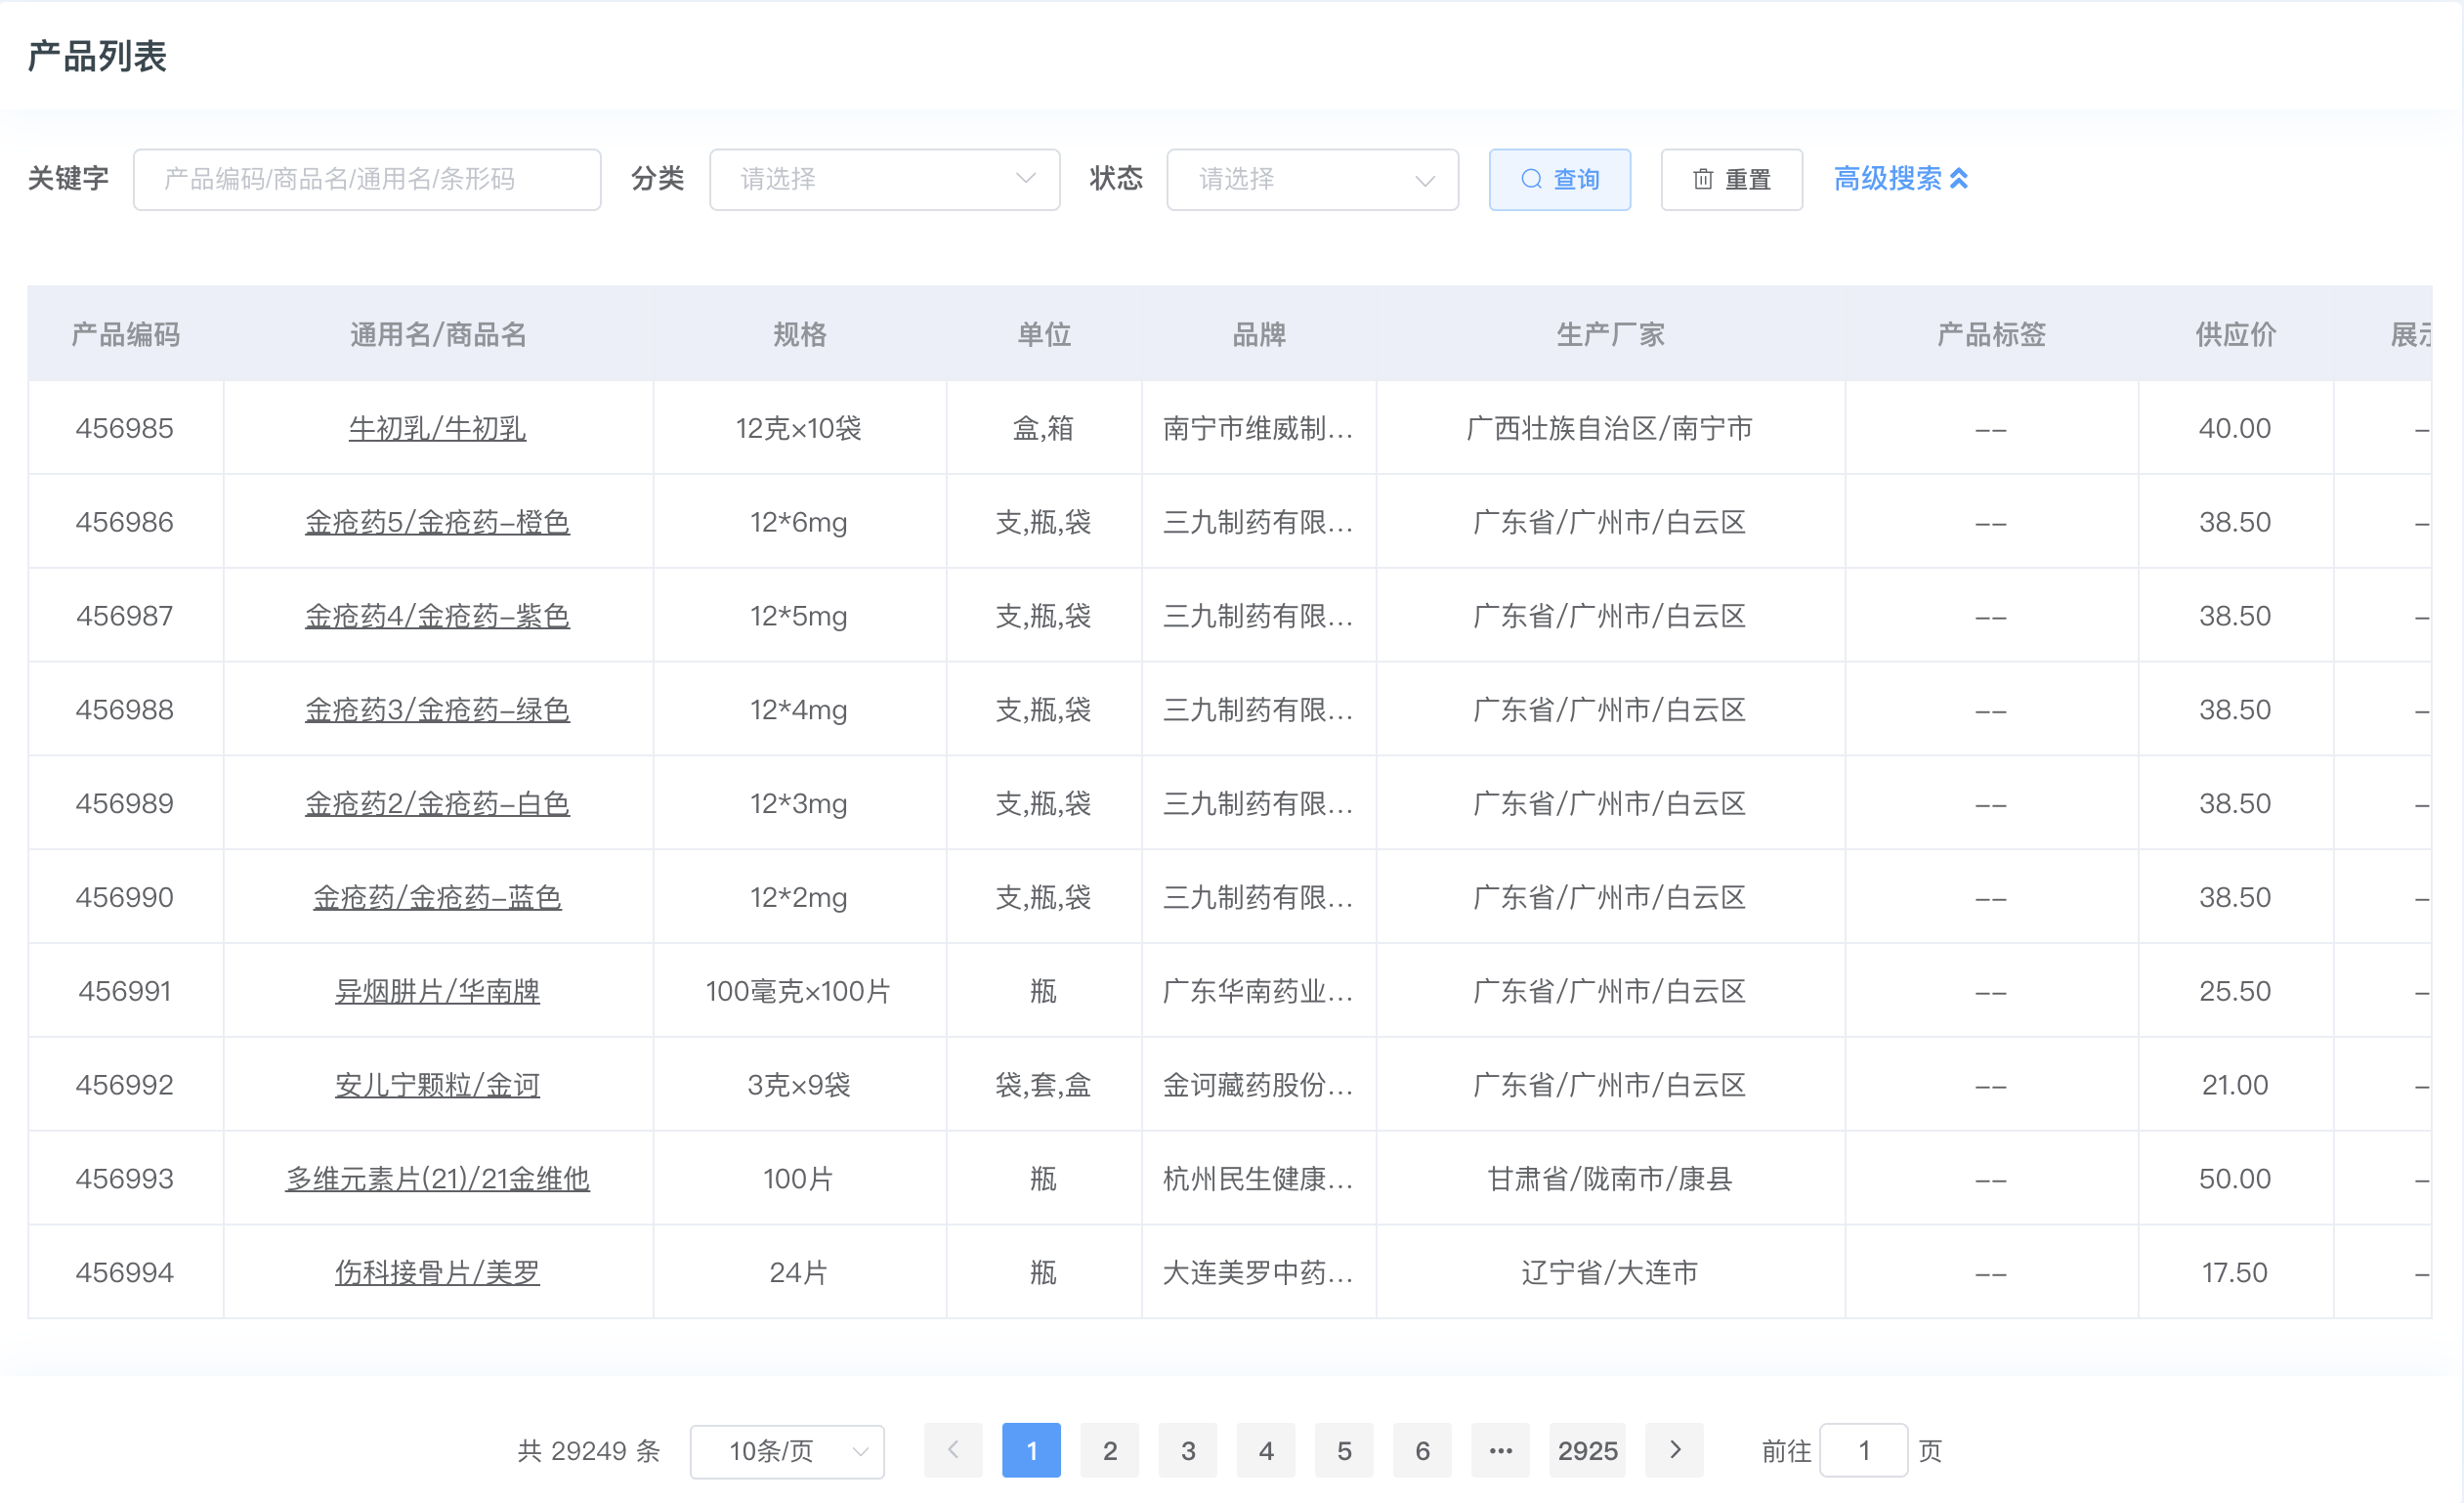 产品列表
关键字 产品编码/商品名/通用名/条形码 分类 请选择 状态 请选择 查询 重置 高级搜索
产品编码 通用名/商品名 规格 单位 品牌 生产厂家 产品标签 供应价 展
456985 牛初乳/牛初乳 12克×10袋 盒,箱 南宁市维威制... 广西壮族自治区/南宁市 -- 40.00 -
456986 金疮药5/金疮药-橙色 12*6mg 支,瓶,袋 三九制药有限... 广东省/广州市/白云区 -- 38.50 -
456987 金疮药4/金疮药-紫色 12*5mg 支,瓶,袋 三九制药有限... 广东省/广州市/白云区 -- 38.50 -
456988 金疮药3/金疮药-绿色 12*4mg 支,瓶,袋 三九制药有限... 广东省/广州市/白云区 -- 38.50 -
456989 金疮药2/金疮药-白色 12*3mg 支,瓶,袋 三九制药有限... 广东省/广州市/白云区 -- 38.50 -
456990 金疮药/金疮药-蓝色 12*2mg 支,瓶,袋 三九制药有限... 广东省/广州市/白云区 -- 38.50 -
456991 异烟肼片/华南牌 100毫克×100片 瓶 广东华南药业... 广东省/广州市/白云区 -- 25.50 -
456992 安儿宁颗粒/金诃 3克×9袋 袋,套,盒 金诃藏药股份... 广东省/广州市/白云区 -- 21.00 -
456993 多维元素片(21)/21金维他 100片 瓶 杭州民生健康... 甘肃省/陇南市/康县 -- 50.00 -
456994 伤科接骨片/美罗 24片 瓶 大连美罗中药... 辽宁省/大连市 -- 17.50 -
共 29249 条 10条/页 < 1 2 3 4 5 6 ••• 2925 > 前往 1 页